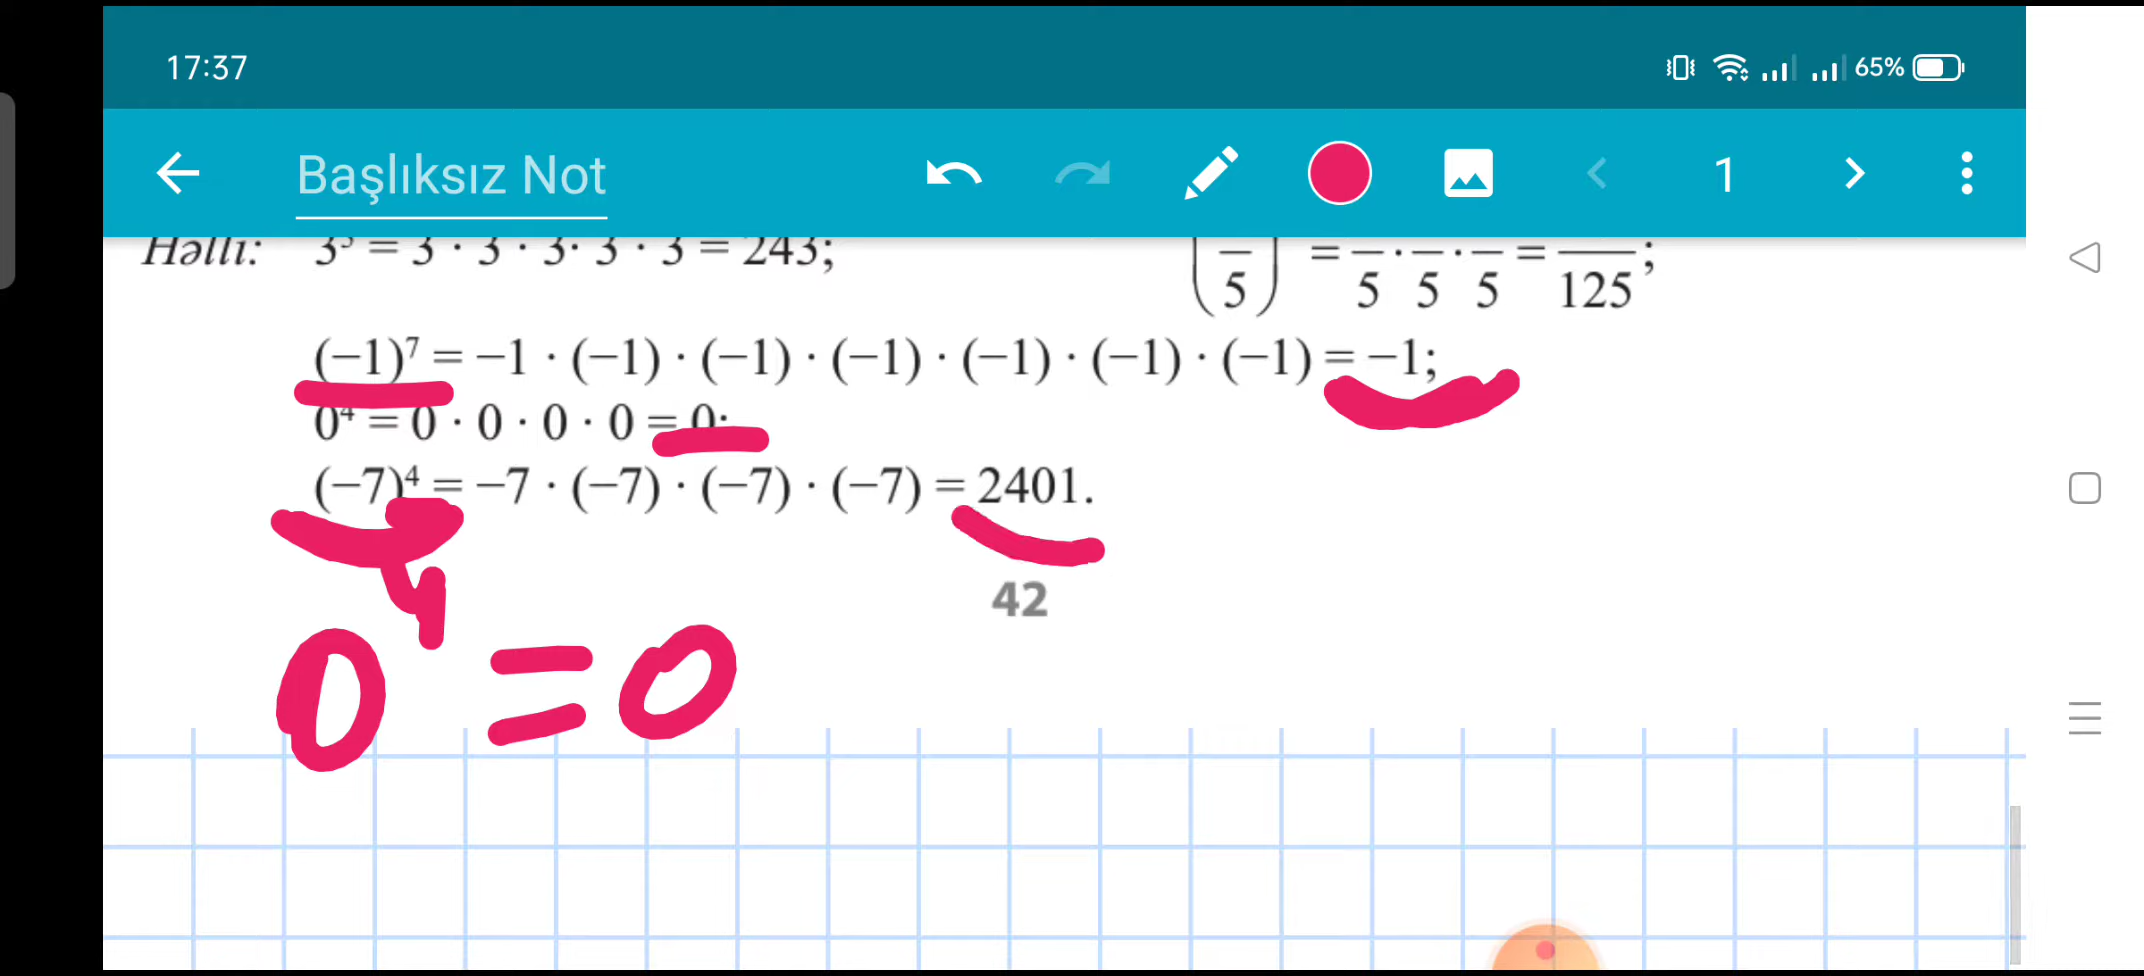 17:37 65%
Başlıksız Not 1
Həlli: 3⁵ = 3 · 3 · 3 · 3 · 3 = 243;
( — / 5 ) = — / 5 · — / 5 · — / 5 = — / 125;
(−1)⁷ = −1 · (−1) · (−1) · (−1) · (−1) · (−1) · (−1) = −1;
0⁴ = 0 · 0 · 0 · 0 = 0;
(−7)⁴ = −7 · (−7) · (−7) · (−7) = 2401.
42
0⁴ = 0